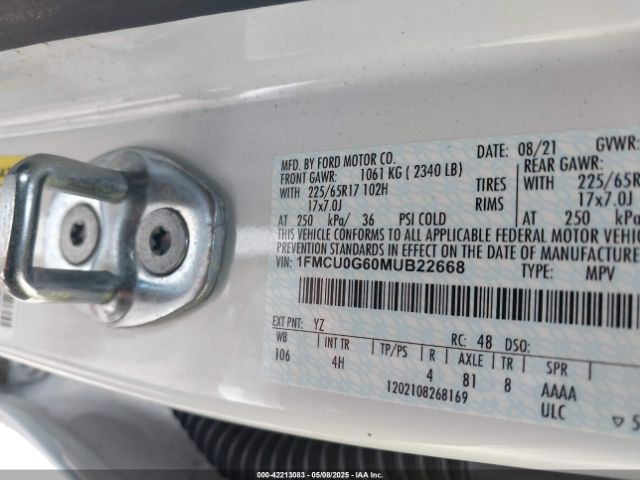 MFD. BY FORD MOTOR CO.
DATE: 08/21 GVWR:
FRONT GAWR: 1061 KG ( 2340 LB) REAR GAWR:
WITH 225/65R17 102H TIRES WITH 225/65R
17x7.0J RIMS 17x7.0J
AT 250 kPa/ 36 PSI COLD AT 250 kPa/
THIS VEHICLE CONFORMS TO ALL APPLICABLE FEDERAL MOTOR VEHIC
PREVENTION STANDARDS IN EFFECT ON THE DATE OF MANUFACTURE
VIN: 1FMCU0G60MUB22668 TYPE: MPV
EXT PNT: YZ RC: 48 DSO:
WB INT TR TP/PS R AXLE TR SPR
106 4H 4 81 8 AAAA
1202108268169 ULC
000-42213083 - 05/08/2025 - IAAI.COM